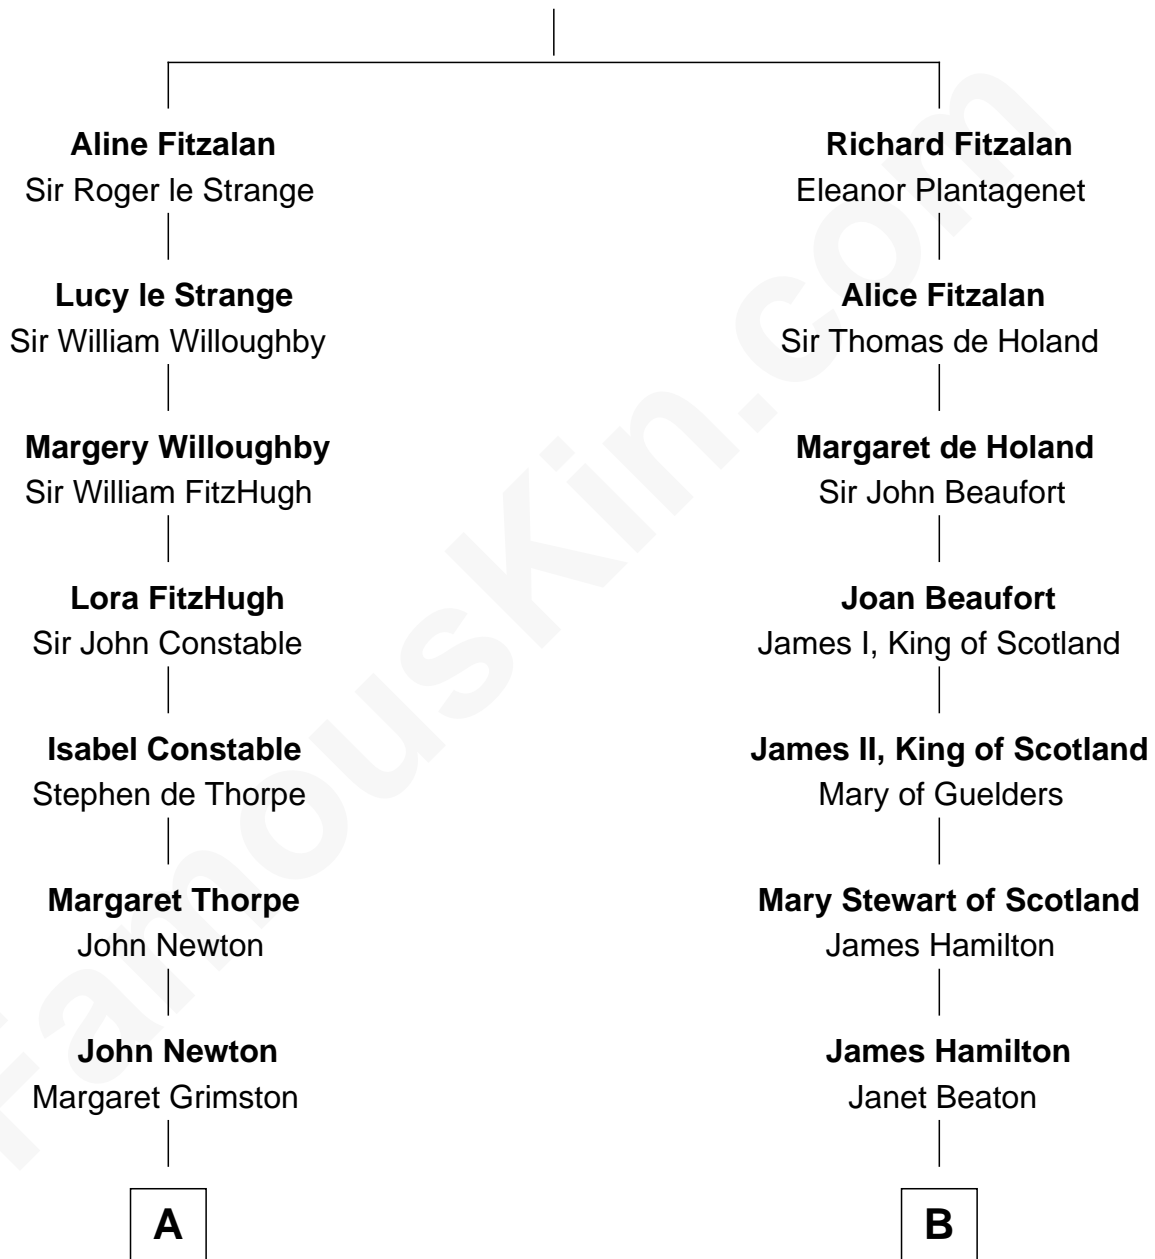 Aline Fitzalan
Sir Roger le Strange
Lucy le Strange
Sir William Willoughby
Margery Willoughby
Sir William FitzHugh
Lora FitzHugh
Sir John Constable
Isabel Constable
Stephen de Thorpe
Margaret Thorpe
John Newton
John Newton
Margaret Grimston
A
Richard Fitzalan
Eleanor Plantagenet
Alice Fitzalan
Sir Thomas de Holand
Margaret de Holand
Sir John Beaufort
Joan Beaufort
James I, King of Scotland
James II, King of Scotland
Mary of Guelders
Mary Stewart of Scotland
James Hamilton
James Hamilton
Janet Beaton
B
FamousKin.com